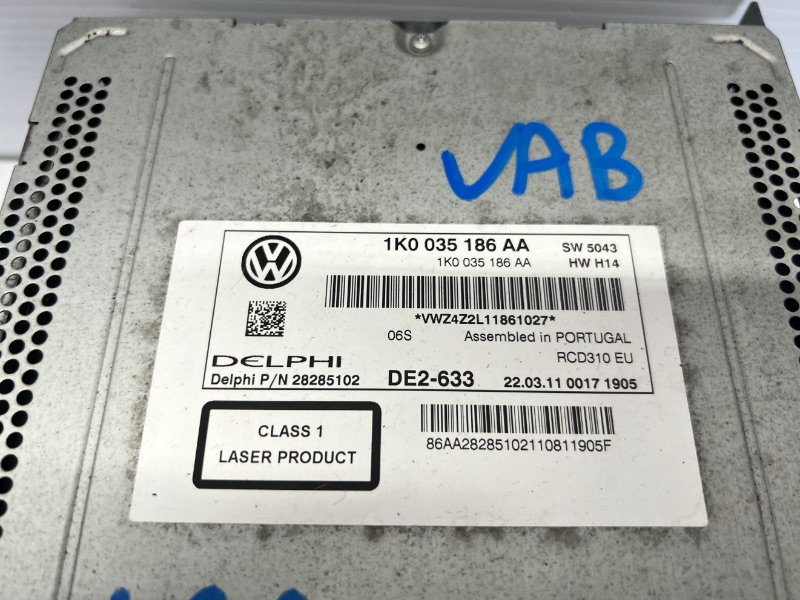 VAB
1K0 035 186 AA SW 5043
1K0 035 186 AA HW H14
*VWZ4Z2L11861027*
06S Assembled in PORTUGAL
DELPHI RCD310 EU
Delphi P/N 28285102 DE2-633 22.03.11 0017 1905
CLASS 1
LASER PRODUCT
86AA28285102110811905F